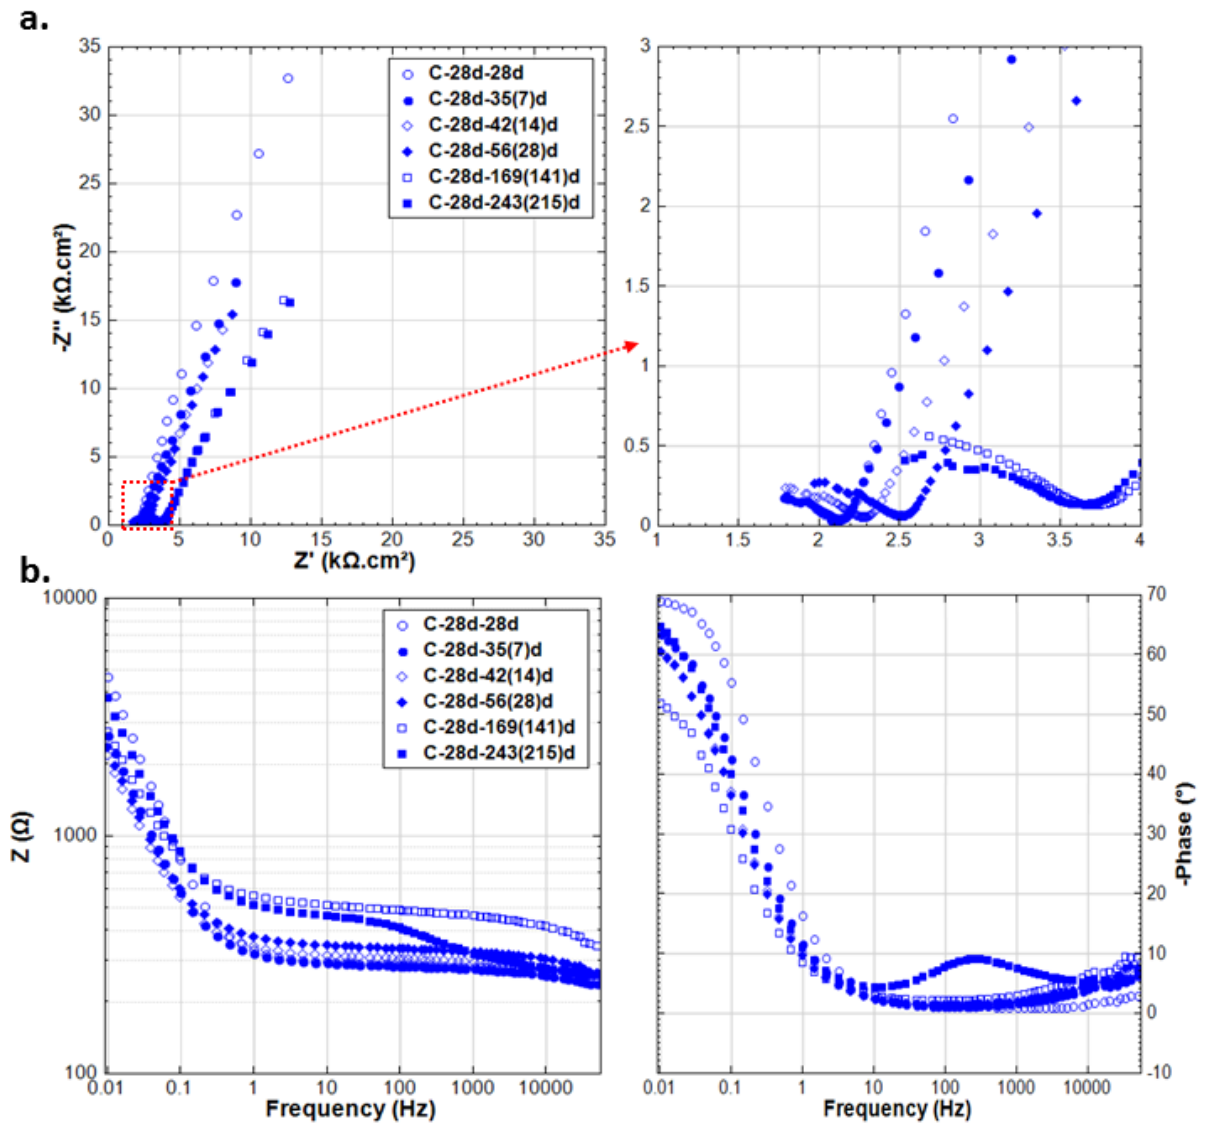 a.
35
30
25
20
15
10
5
0
-Z'' (kΩ.cm²)
C-28d-28d
C-28d-35(7)d
C-28d-42(14)d
C-28d-56(28)d
C-28d-169(141)d
C-28d-243(215)d
0 5 10 15 20 25 30 35
Z' (kΩ.cm²)
3
2.5
2
1.5
1
0.5
0
1 1.5 2 2.5 3 3.5 4
b.
10000
1000
100
Z (Ω)
C-28d-28d
C-28d-35(7)d
C-28d-42(14)d
C-28d-56(28)d
C-28d-169(141)d
C-28d-243(215)d
0.01 0.1 1 10 100 1000 10000
Frequency (Hz)
70
60
50
40
30
20
10
0
-10
-Phase (°)
0.01 0.1 1 10 100 1000 10000
Frequency (Hz)